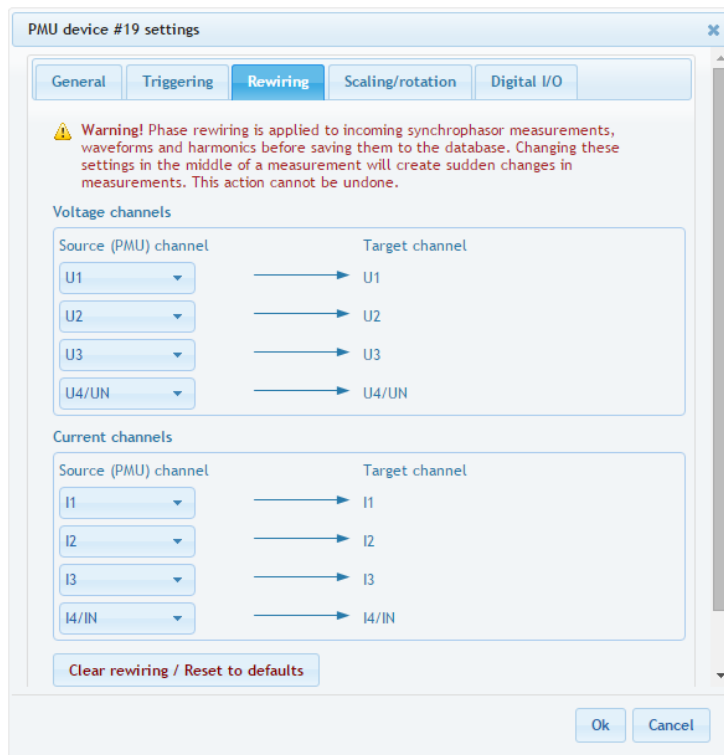 PMU device #19 settings
General Triggering Rewiring Scaling/rotation Digital I/O
Warning! Phase rewiring is applied to incoming synchrophasor measurements,
waveforms and harmonics before saving them to the database. Changing these
settings in the middle of a measurement will create sudden changes in
measurements. This action cannot be undone.
Voltage channels
Source (PMU) channel Target channel
U1 U1
U2 U2
U3 U3
U4/UN U4/UN
Current channels
Source (PMU) channel Target channel
I1 I1
I2 I2
I3 I3
I4/IN I4/IN
Clear rewiring / Reset to defaults
Ok Cancel